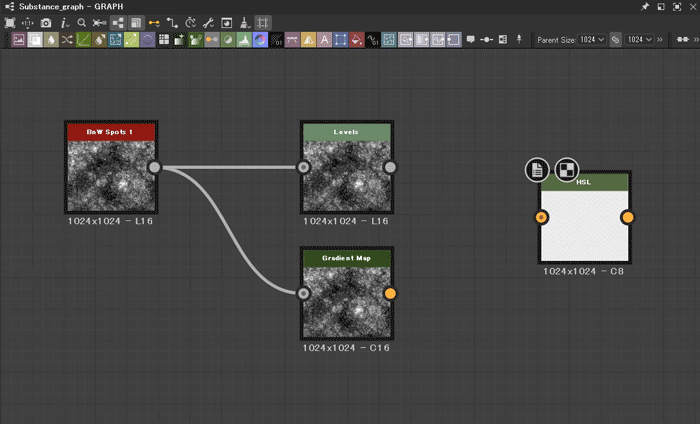 Substance_graph - GRAPH
Parent Size: 1024 1024
BnW Spots 1
1024x1024 - L16
Levels
1024x1024 - L16
Gradient Map
1024x1024 - C16
HSL
1024x1024 - C8